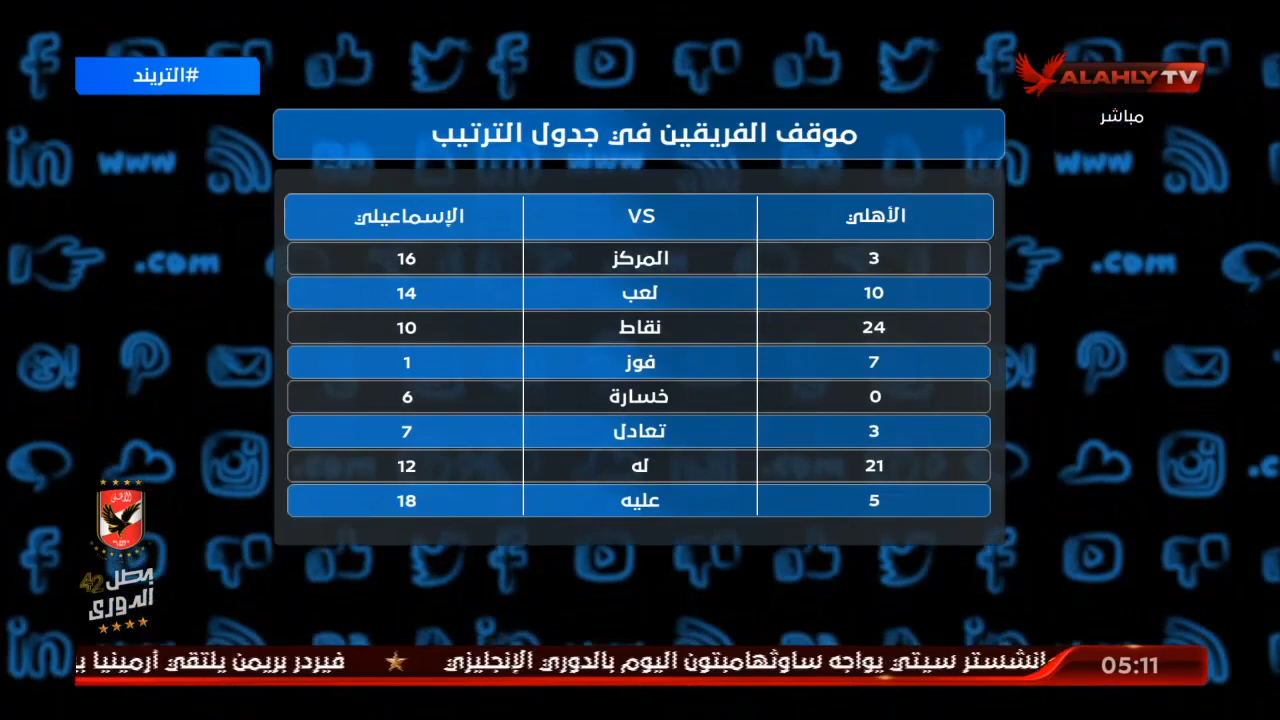 #التريند
ALAHLY TV
مباشر
موقف الفريقين في جدول الترتيب
الأهلي VS الإسماعيلي
3 المركز 16
10 لعب 14
24 نقاط 10
7 فوز 1
0 خسارة 6
3 تعادل 7
21 له 12
5 عليه 18
بطل الدوري 42
05:11
انشستر سيتي يواجه ساوثهامبتون اليوم بالدوري الإنجليزي ★ فيردر بريمن يلتقي أرمينيا